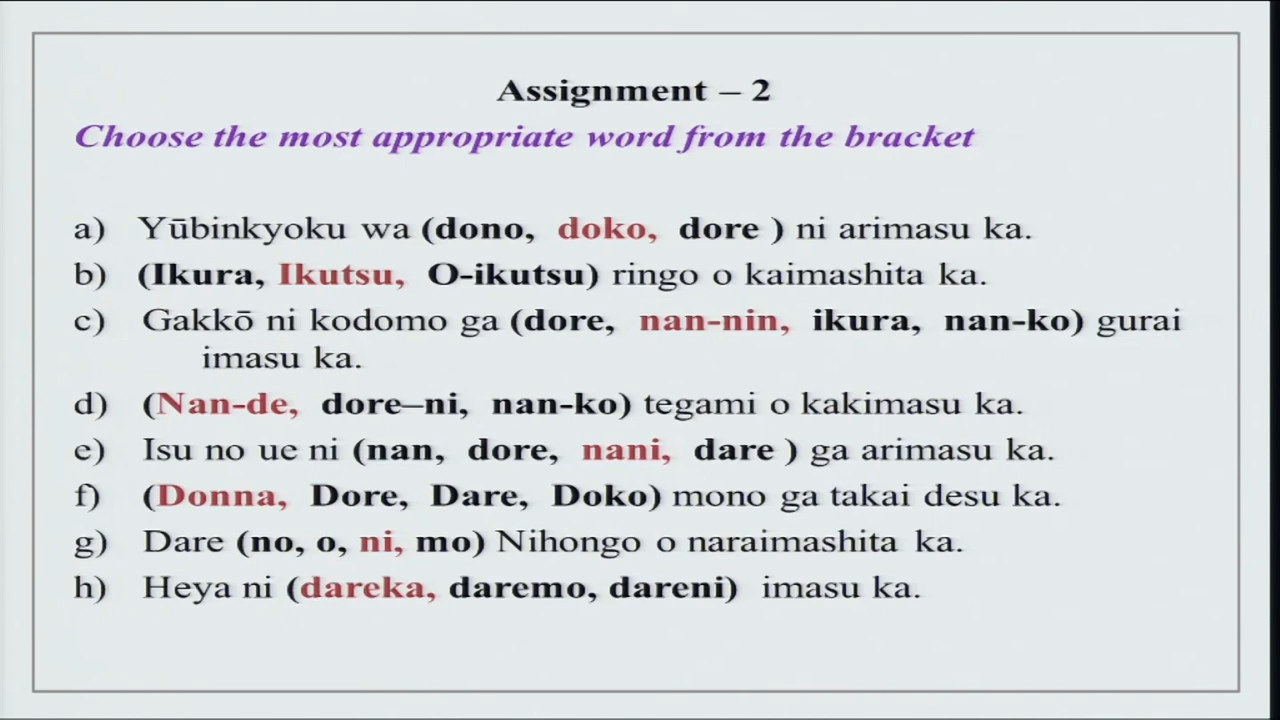 Assignment – 2
Choose the most appropriate word from the bracket
a) Yūbinkyoku wa (dono, doko, dore ) ni arimasu ka.
b) (Ikura, Ikutsu, O-ikutsu) ringo o kaimashita ka.
c) Gakkō ni kodomo ga (dore, nan-nin, ikura, nan-ko) gurai
imasu ka.
d) (Nan-de, dore–ni, nan-ko) tegami o kakimasu ka.
e) Isu no ue ni (nan, dore, nani, dare ) ga arimasu ka.
f) (Donna, Dore, Dare, Doko) mono ga takai desu ka.
g) Dare (no, o, ni, mo) Nihongo o naraimashita ka.
h) Heya ni (dareka, daremo, dareni) imasu ka.